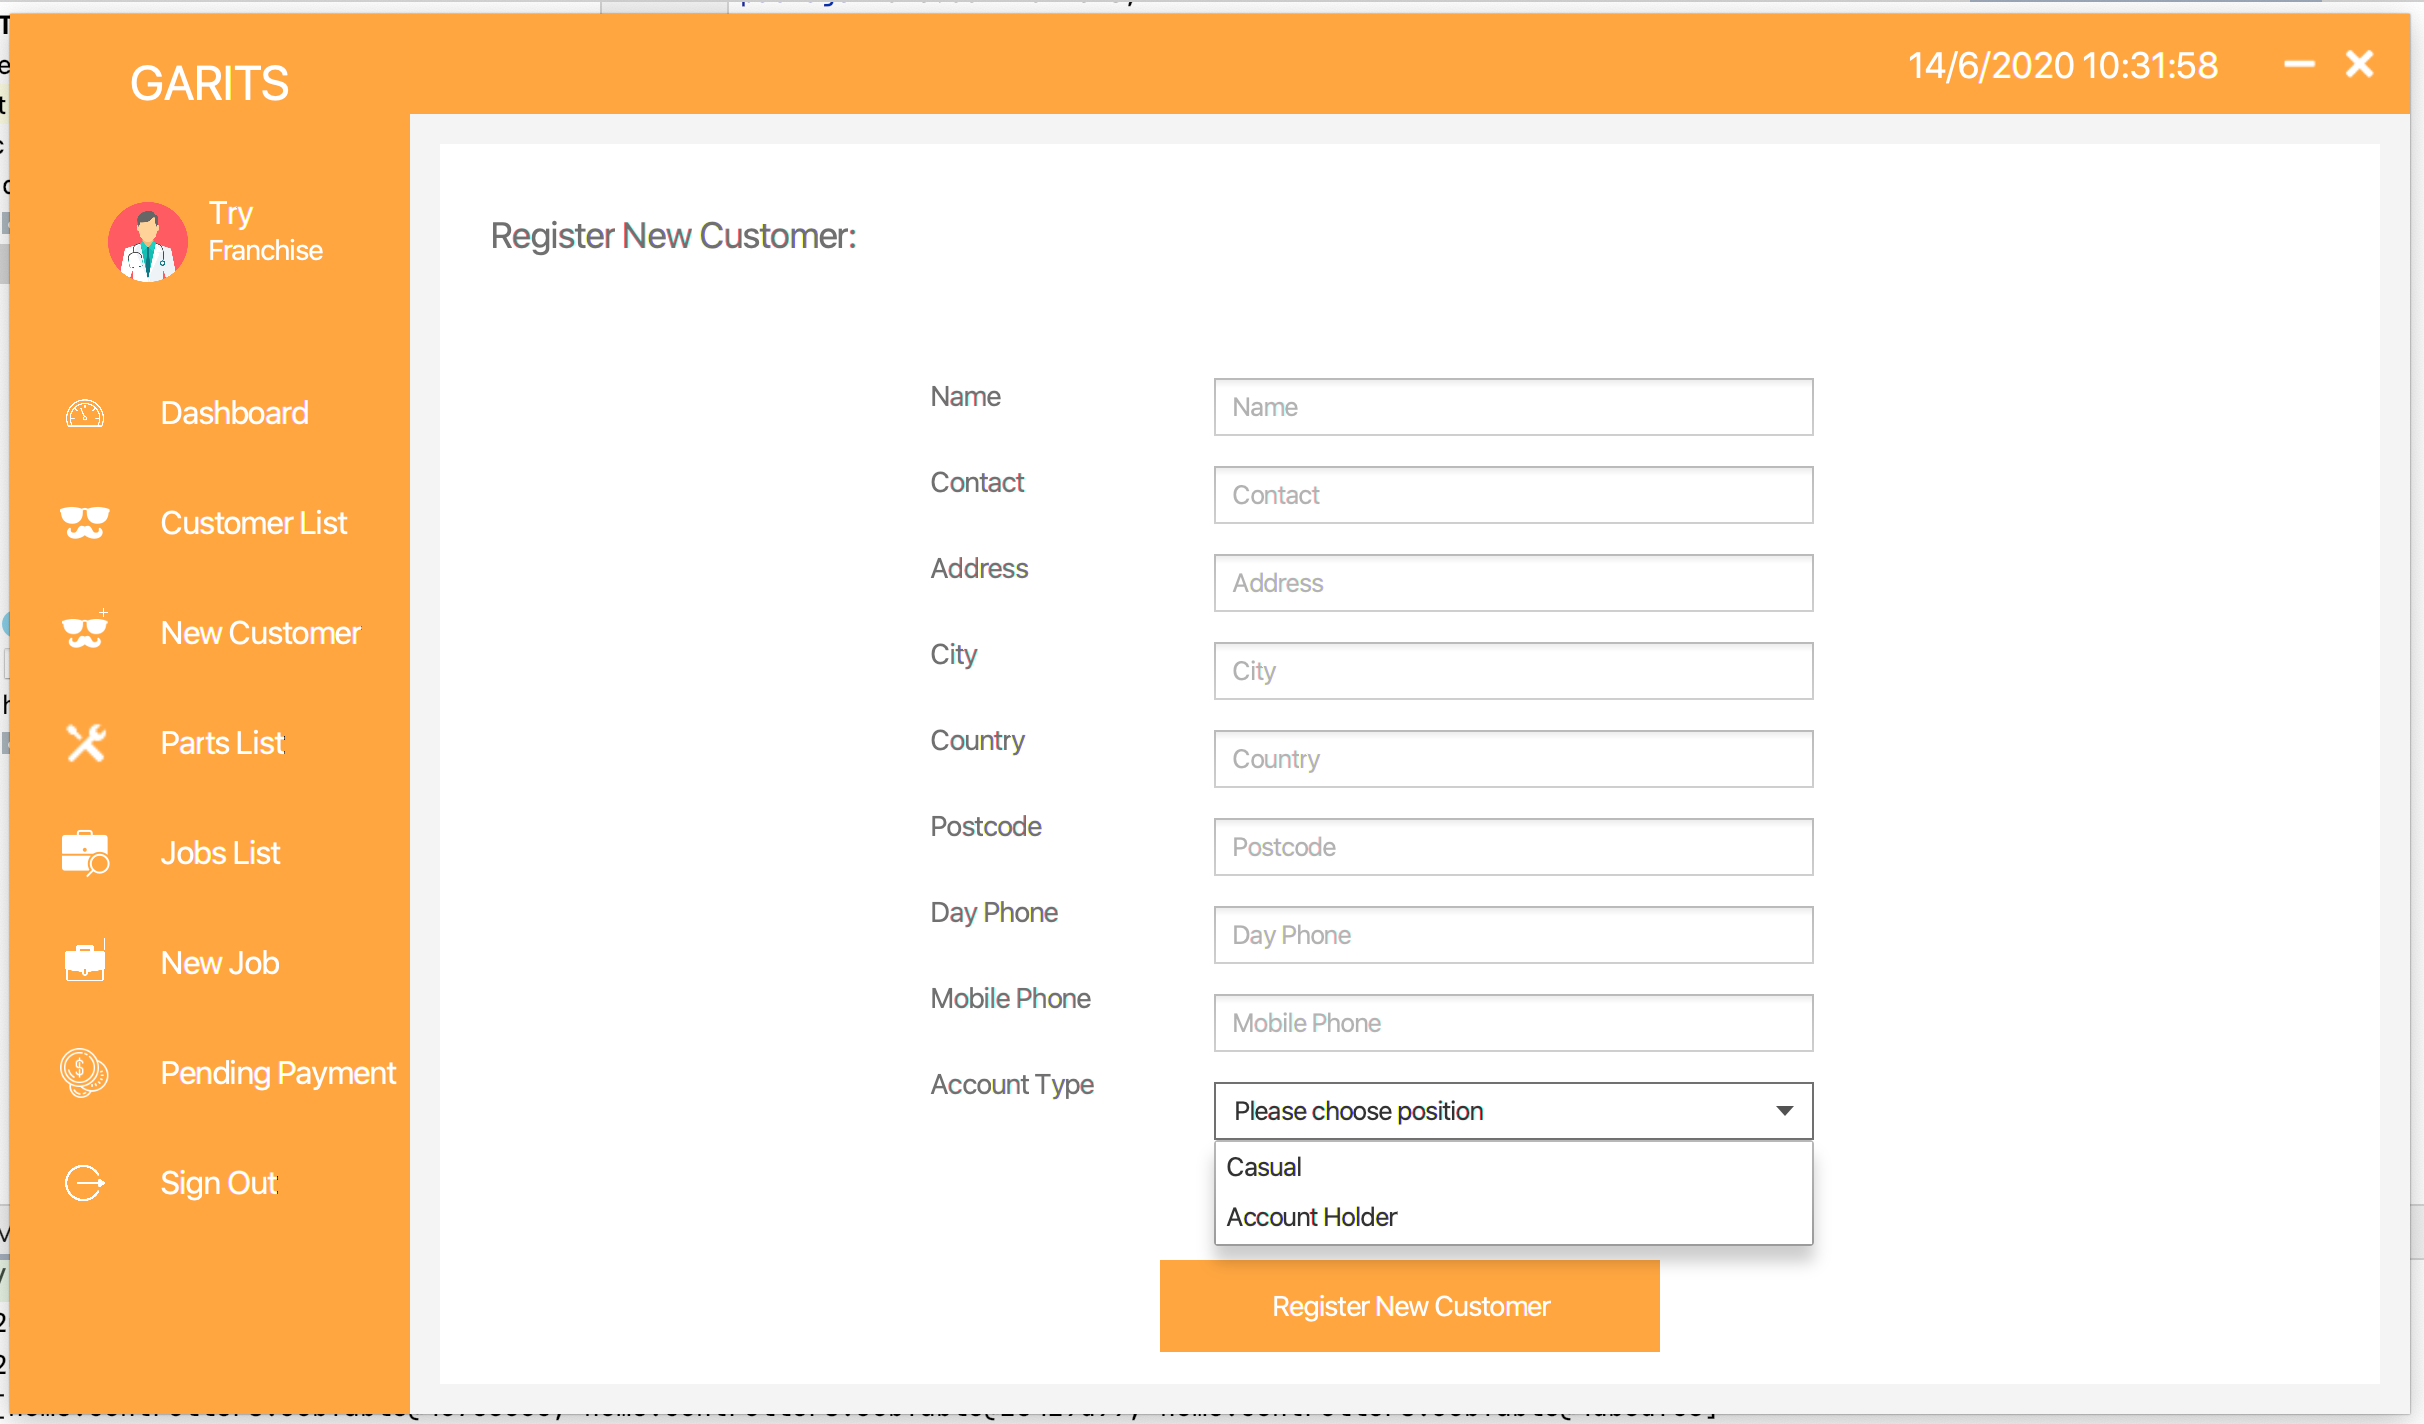 GARITS
14/6/2020 10:31:58
Try
Franchise
Dashboard
Customer List
New Customer
Parts List
Jobs List
New Job
Pending Payment
Sign Out
Register New Customer:
Name
Name
Contact
Contact
Address
Address
City
City
Country
Country
Postcode
Postcode
Day Phone
Day Phone
Mobile Phone
Mobile Phone
Account Type
Please choose position
Casual
Account Holder
Register New Customer